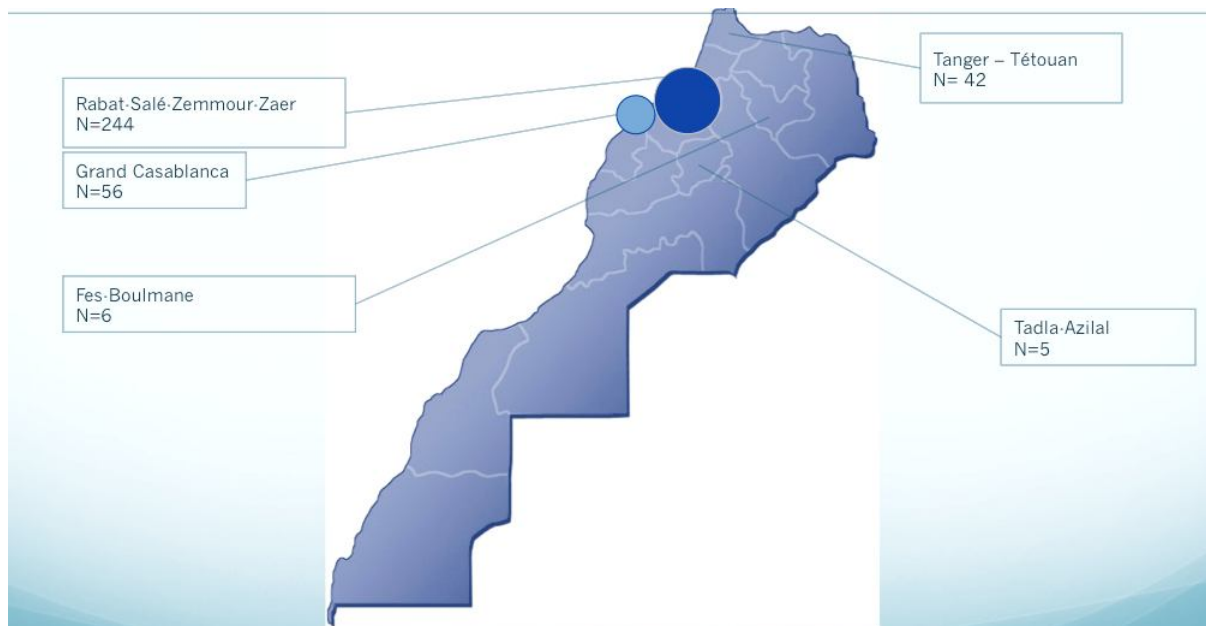 Tanger – Tétouan
N= 42
Rabat-Salé-Zemmour-Zaer
N=244
Grand Casablanca
N=56
Fes-Boulmane
N=6
Tadla-Azilal
N=5